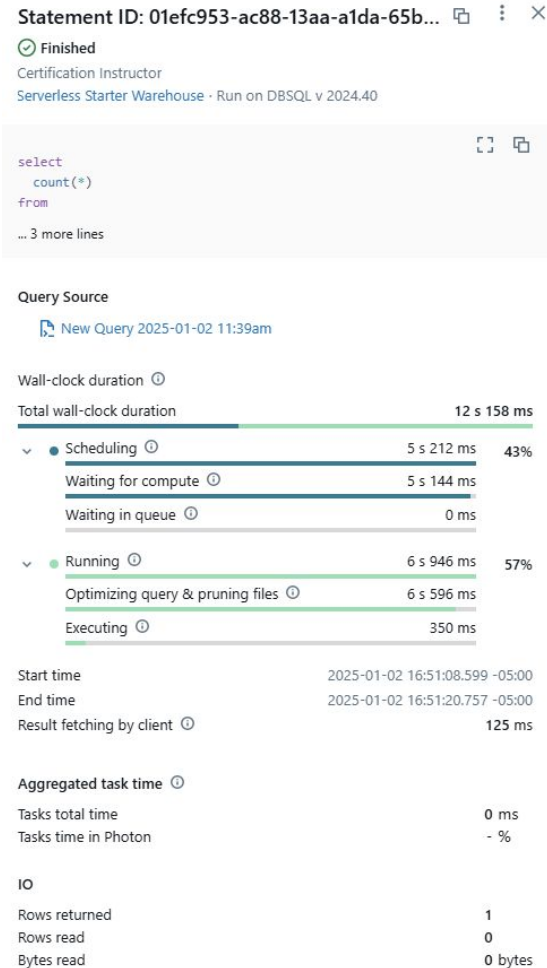 Statement ID: 01efc953-ac88-13aa-a1da-65b...
Finished
Certification Instructor
Serverless Starter Warehouse · Run on DBSQL v 2024.40
select
count(*)
from
... 3 more lines
Query Source
New Query 2025-01-02 11:39am
Wall-clock duration
Total wall-clock duration 12 s 158 ms
Scheduling 5 s 212 ms 43%
Waiting for compute 5 s 144 ms
Waiting in queue 0 ms
Running 6 s 946 ms 57%
Optimizing query & pruning files 6 s 596 ms
Executing 350 ms
Start time 2025-01-02 16:51:08.599 -05:00
End time 2025-01-02 16:51:20.757 -05:00
Result fetching by client 125 ms
Aggregated task time
Tasks total time 0 ms
Tasks time in Photon - %
IO
Rows returned 1
Rows read 0
Bytes read 0 bytes